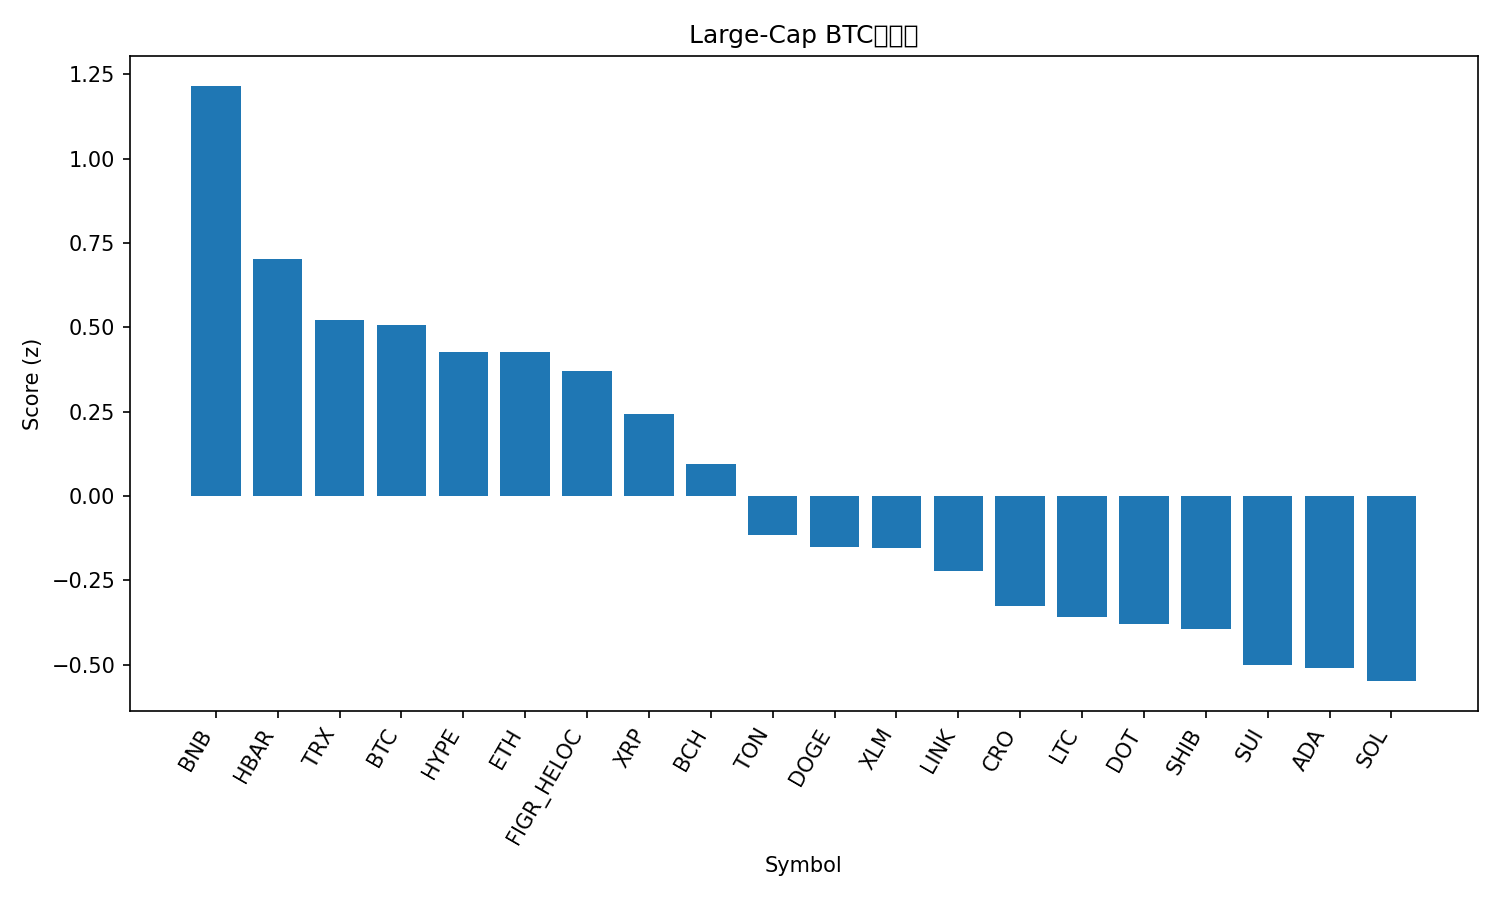 Large-Cap BTC
1.25
1.00
0.75
0.50
0.25
0.00
−0.25
−0.50
Score (z)
BNB
HBAR
TRX
BTC
HYPE
ETH
FIGR_HELOC
XRP
BCH
TON
DOGE
XLM
LINK
CRO
LTC
DOT
SHIB
SUI
ADA
SOL
Symbol